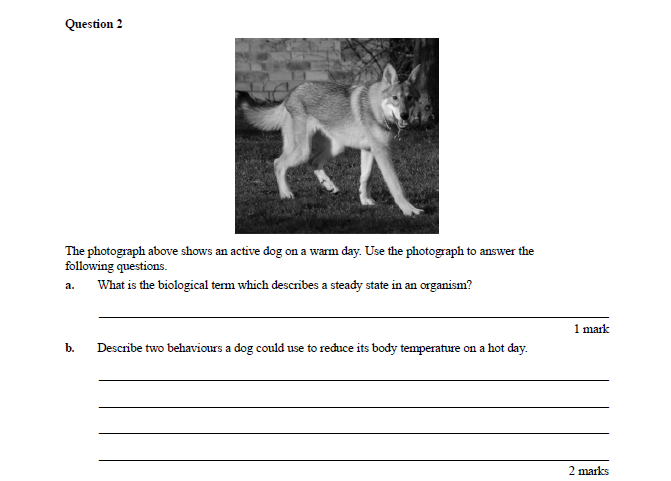 Question 2
The photograph above shows an active dog on a warm day. Use the photograph to answer the
following questions.
a. What is the biological term which describes a steady state in an organism?
1 mark
b. Describe two behaviours a dog could use to reduce its body temperature on a hot day.
2 marks